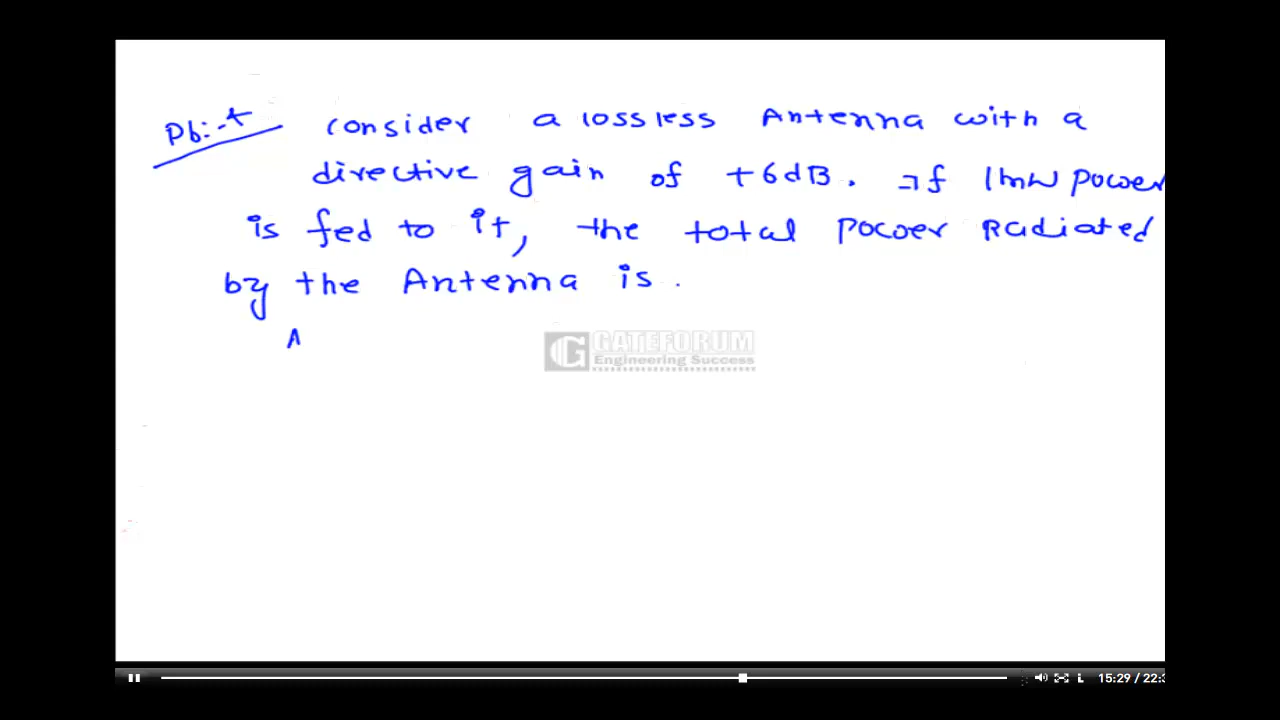 Pb:-4 Consider a lossless Antenna with a
directive gain of +6dB. If 1mW power
is fed to it, the total power Radiated
by the Antenna is.
A
GATEFORUM
Engineering Success
15:29 / 22:3